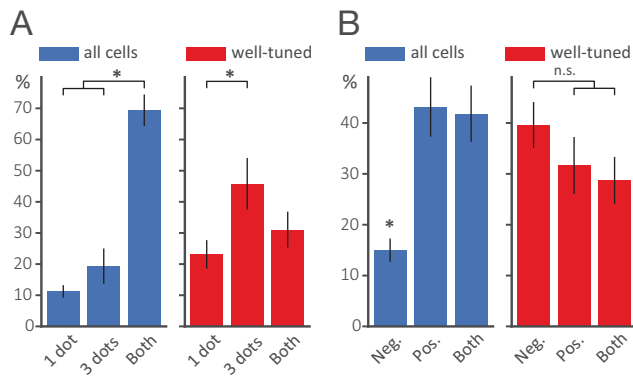 A
all cells
well-tuned
%
70
60
50
40
30
20
10
0
*
*
1 dot
3 dots
Both
1 dot
3 dots
Both
B
all cells
well-tuned
%
40
30
20
10
0
*
n.s.
Neg.
Pos.
Both
Neg.
Pos.
Both